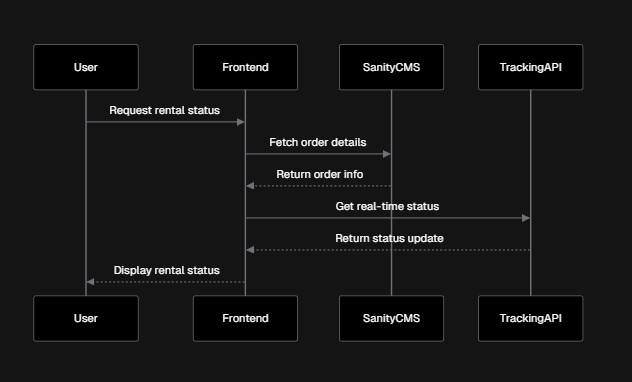 User
Frontend
SanityCMS
TrackingAPI
Request rental status
Fetch order details
Return order info
Get real-time status
Return status update
Display rental status
User
Frontend
SanityCMS
TrackingAPI